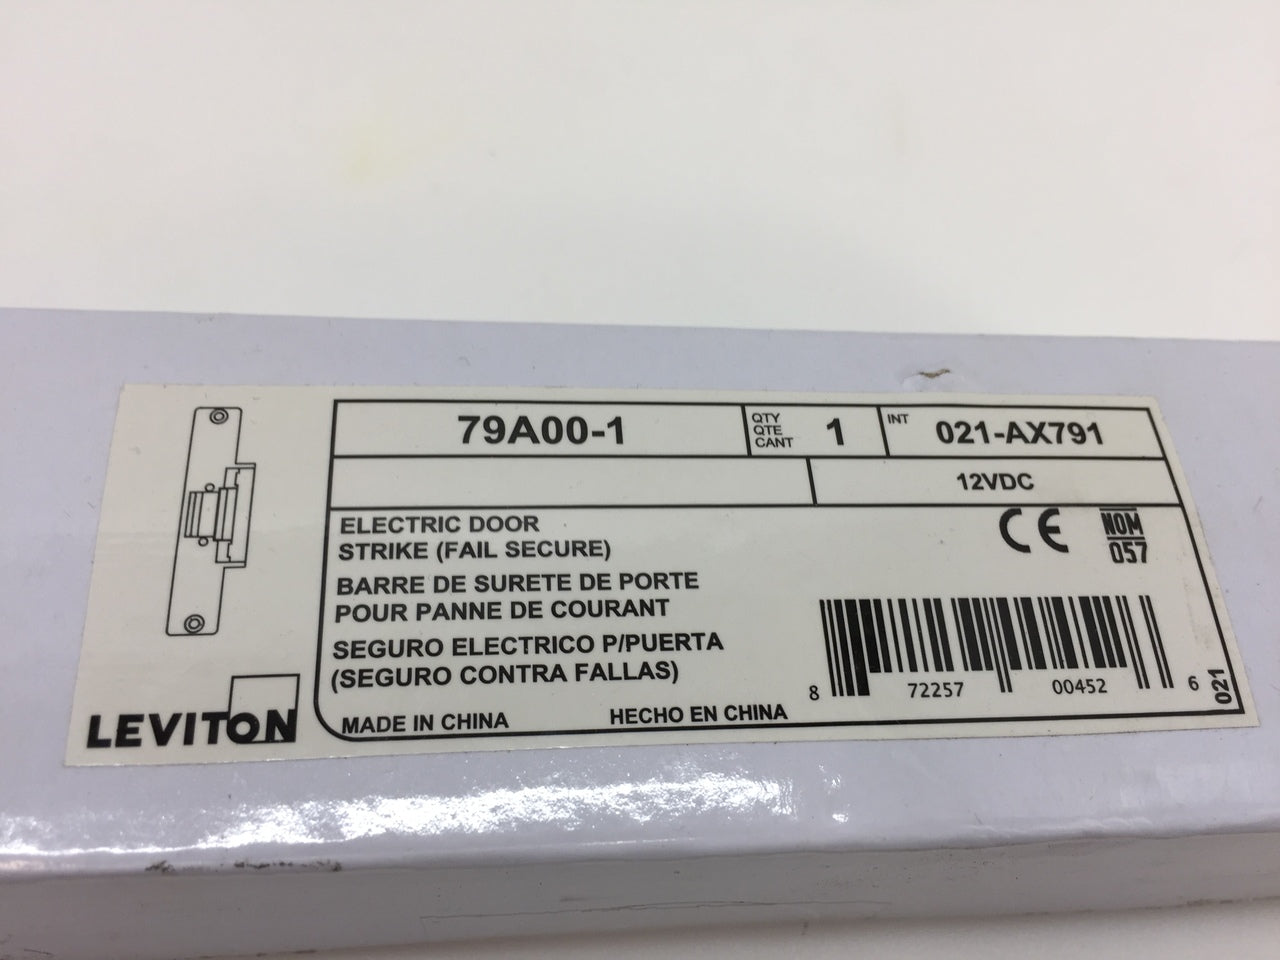 79A00-1
QTY
QTE
CANT
1
INT
021-AX791
12VDC
ELECTRIC DOOR
STRIKE (FAIL SECURE)
BARRE DE SURETE DE PORTE
POUR PANNE DE COURANT
SEGURO ELECTRICO P/PUERTA
(SEGURO CONTRA FALLAS)
MADE IN CHINA HECHO EN CHINA
CE
NOM
057
8 72257 00452 6
021
LEVITON